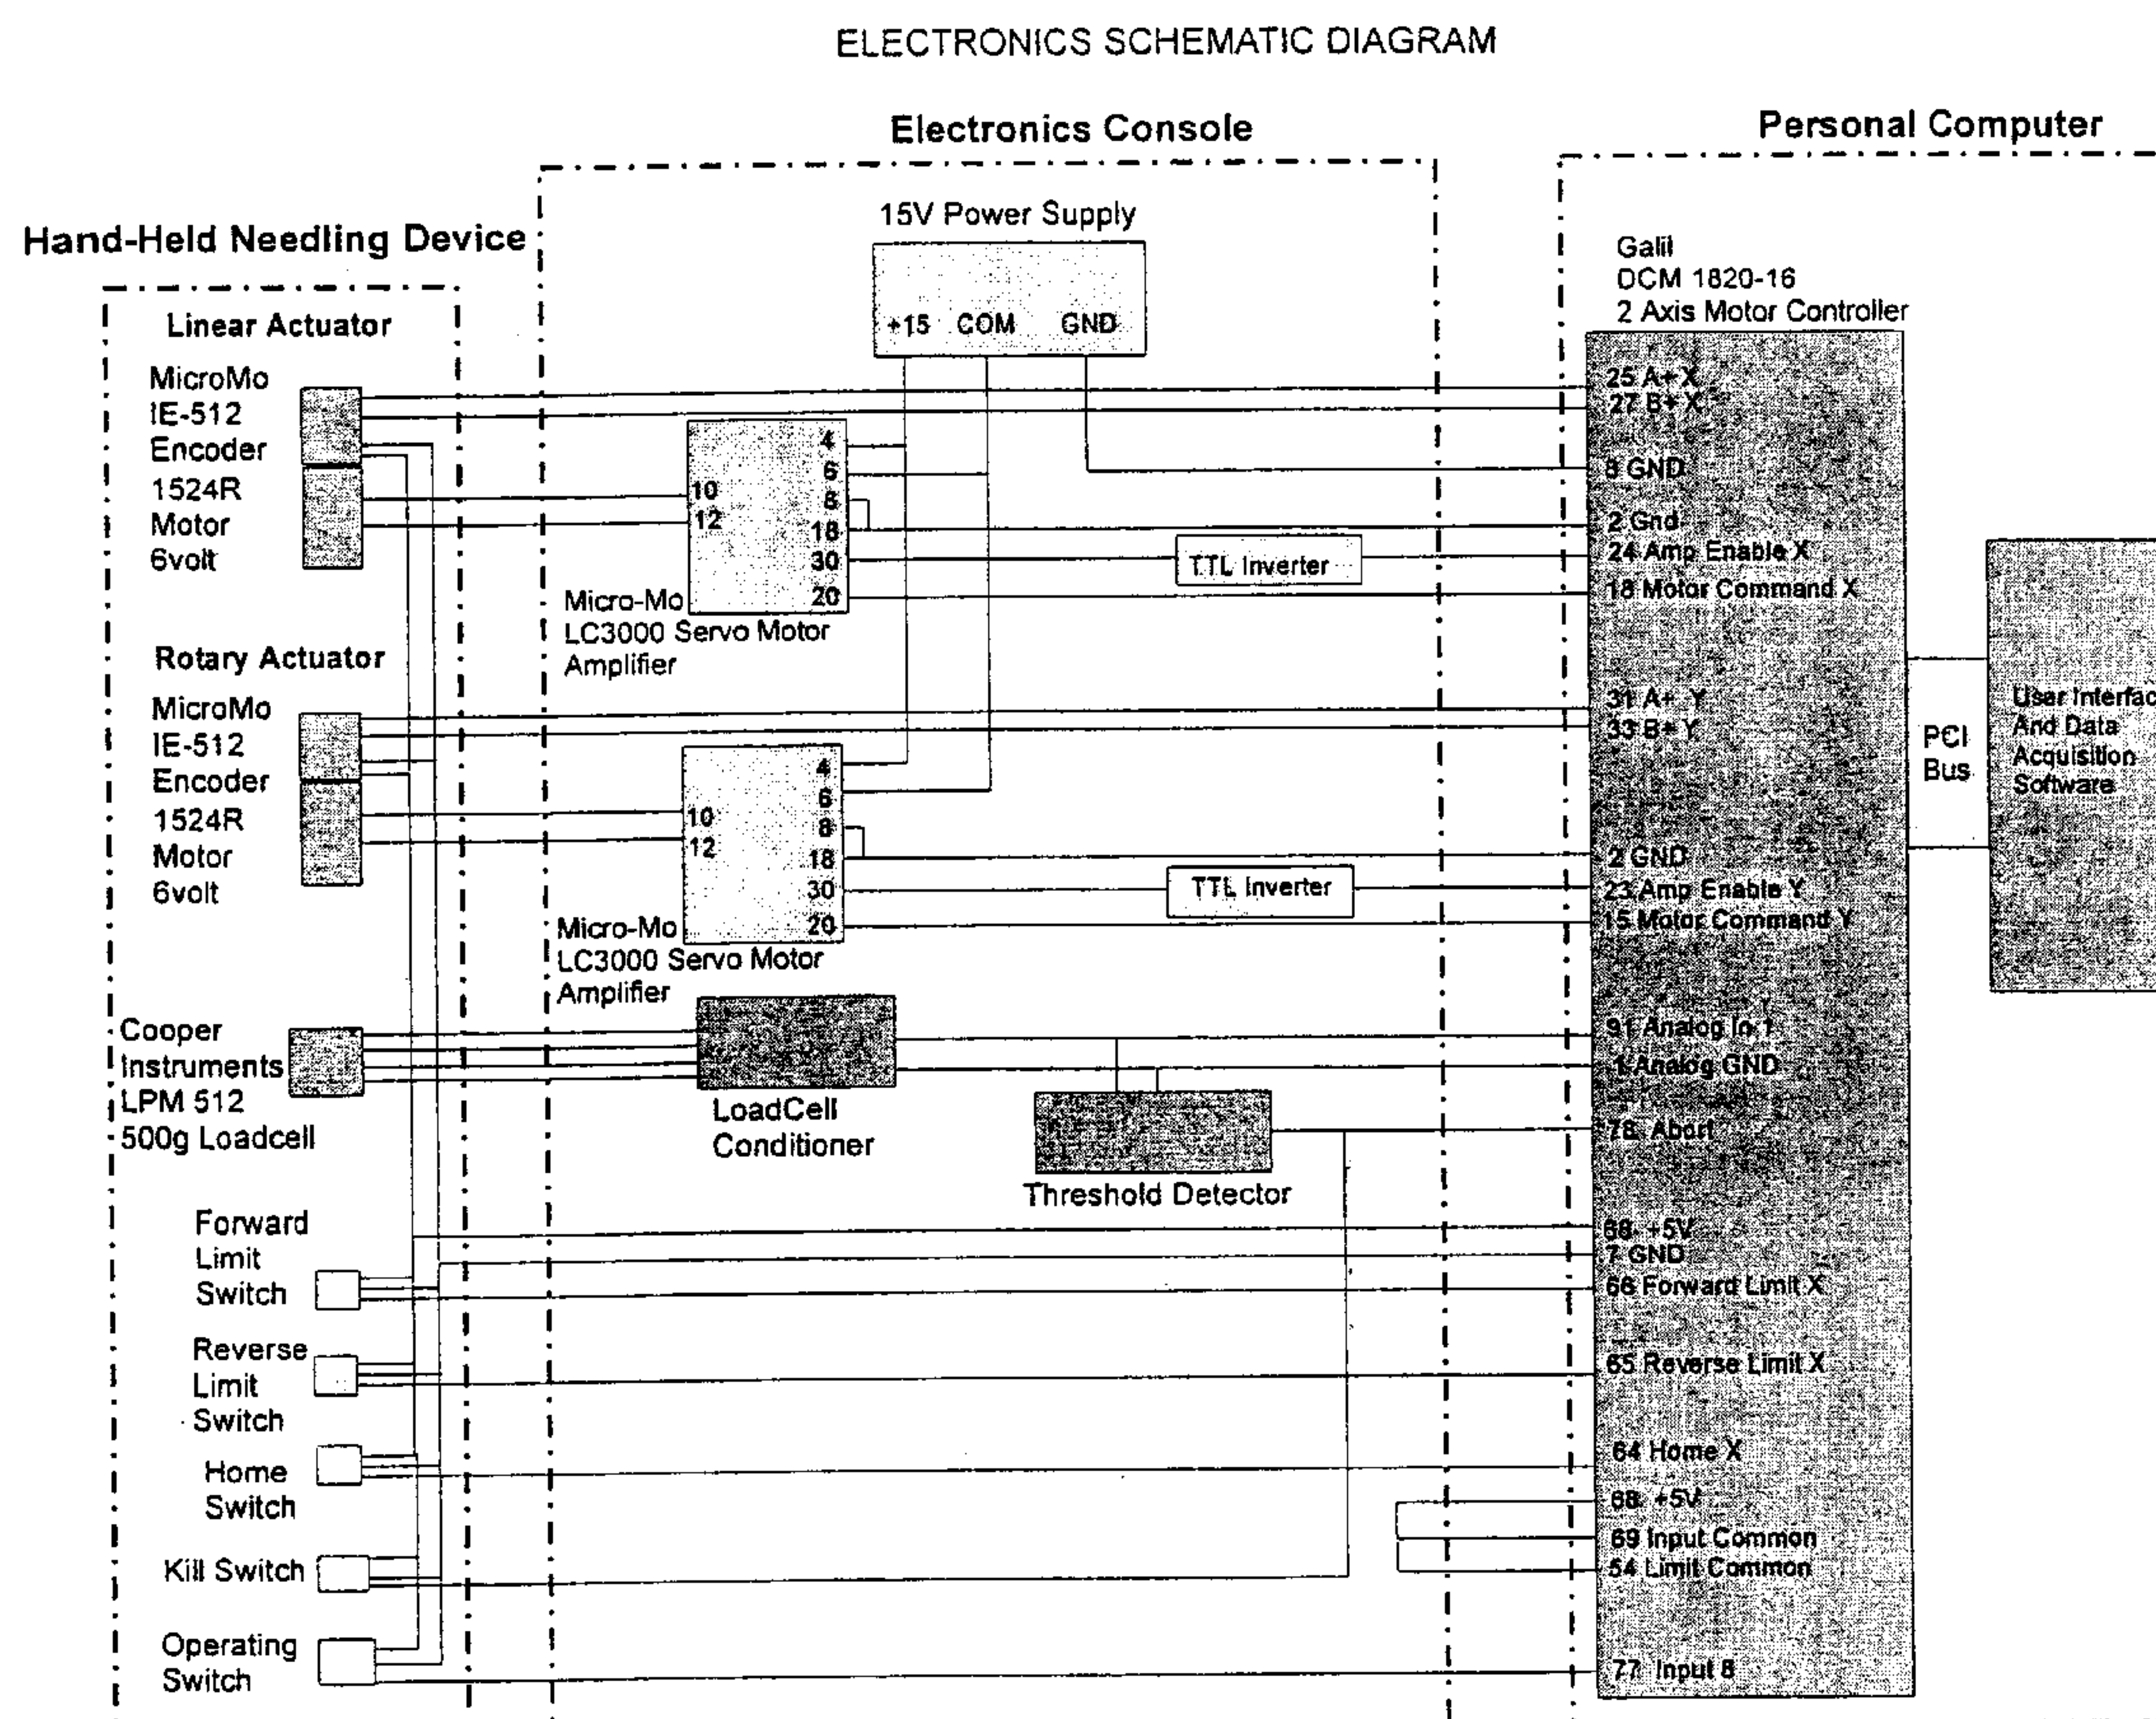 ELECTRONICS SCHEMATIC DIAGRAM
Electronics Console
Personal Computer
Hand-Held Needling Device
15V Power Supply
+15 COM GND
Galil
DCM 1820-16
2 Axis Motor Controller
Linear Actuator
MicroMo
IE-512
Encoder
1524R
Motor
6volt
10
12
4
6
8
18
30
20
Micro-Mo
LC3000 Servo Motor
Amplifier
TTL Inverter
25 A+ X
27 B+ X
8 GND
2 Gnd
24 Amp Enable X
18 Motor Command X
Rotary Actuator
MicroMo
IE-512
Encoder
1524R
Motor
6volt
10
12
4
6
8
18
30
20
Micro-Mo
LC3000 Servo Motor
Amplifier
TTL Inverter
31 A+ Y
33 B+ Y
2 GND
23 Amp Enable Y
15 Motor Command Y
PCI
Bus
User Interfac
And Data
Acquisition
Software
Cooper
Instruments
LPM 512
500g Loadcell
LoadCell
Conditioner
Threshold Detector
91 Analog In 1
1 Analog GND
78 Abort
Forward
Limit
Switch
68 +5V
7 GND
66 Forward Limit X
Reverse
Limit
Switch
65 Reverse Limit X
Home
Switch
64 Home X
68 +5V
69 Input Common
54 Limit Common
Kill Switch
Operating
Switch
77 Input 8